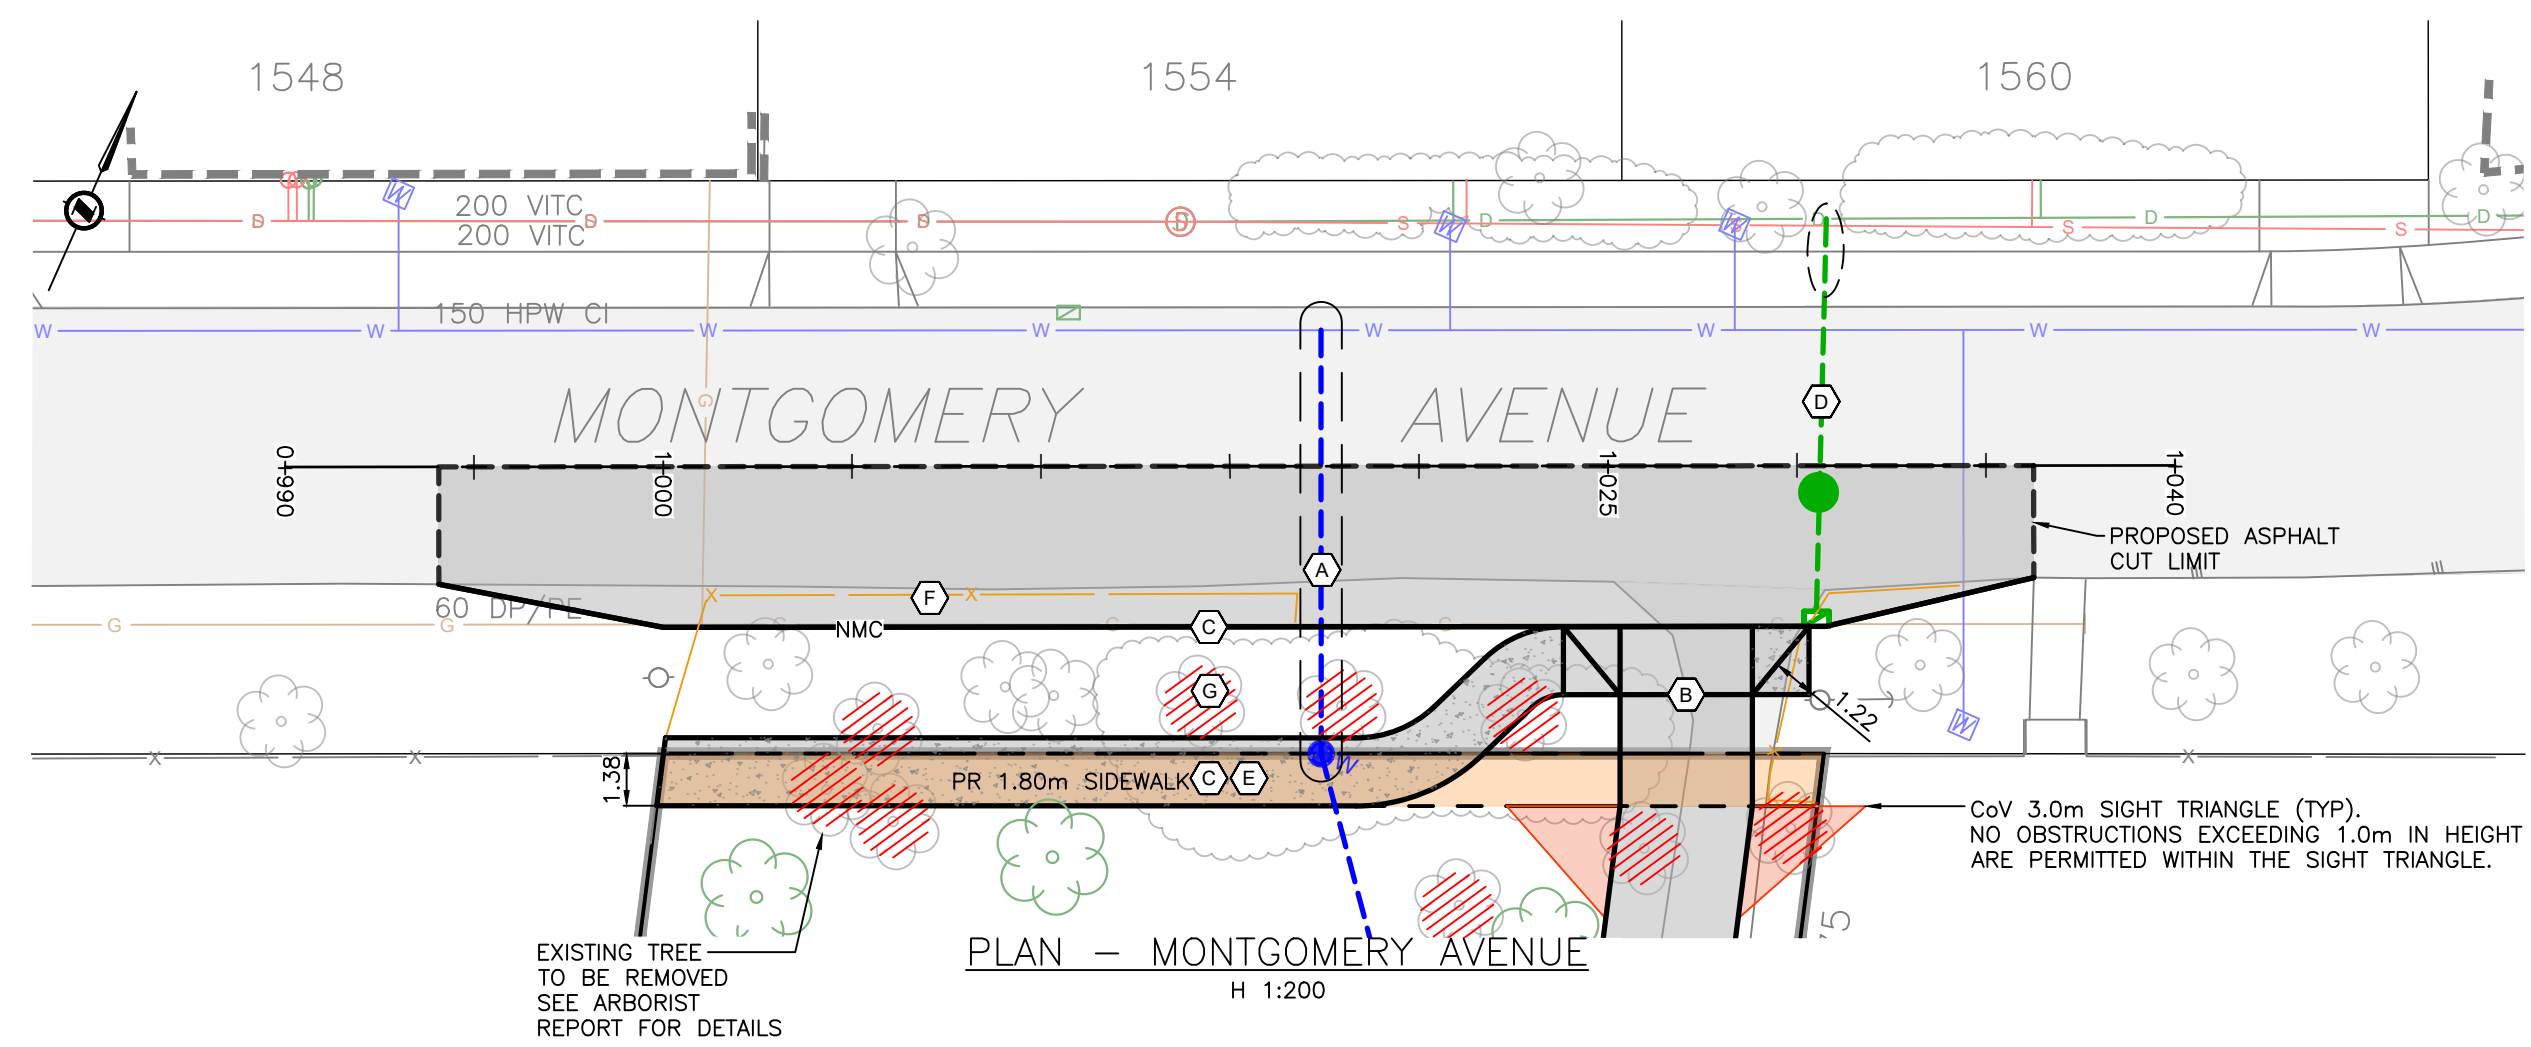 1548
1554
1560
200 VITC
200 VITC
D
D
D
D
S
D
S
D
S
D
W
W
W
W
150 HPW CI
W
W
W
W
W
W
W
W
MONTGOMERY AVENUE
G
D
0+990
1+000
1+025
1+040
PROPOSED ASPHALT
CUT LIMIT
A
60 DP/PE
X
F
X
G
G
NMC
C
G
B
1.22
W
X
X
X
X
1.38
PR 1.80m SIDEWALK
C
E
W
CoV 3.0m SIGHT TRIANGLE (TYP).
NO OBSTRUCTIONS EXCEEDING 1.0m IN HEIGHT
ARE PERMITTED WITHIN THE SIGHT TRIANGLE.
EXISTING TREE
TO BE REMOVED
SEE ARBORIST
REPORT FOR DETAILS
PLAN – MONTGOMERY AVENUE
H 1:200